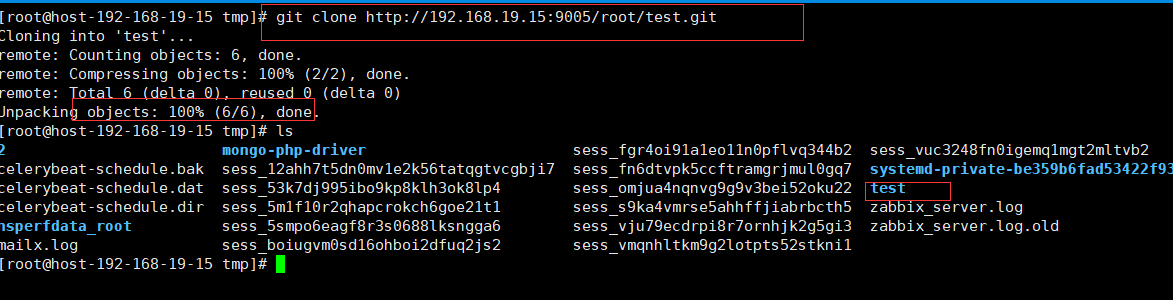 [root@host-192-168-19-15 tmp]# git clone http://192.168.19.15:9005/root/test.git
Cloning into 'test'...
remote: Counting objects: 6, done.
remote: Compressing objects: 100% (2/2), done.
remote: Total 6 (delta 0), reused 0 (delta 0)
Unpacking objects: 100% (6/6), done.
[root@host-192-168-19-15 tmp]# ls
2 mongo-php-driver sess_fgr4oi91a1eo11n0pflvq344b2 sess_vuc3248fn0igemq1mgt2mltvb2
celerybeat-schedule.bak sess_12ahh7t5dn0mv1e2k56tatqgtvcgbji7 sess_fn6dtvpk5ccftramgrjmul0gq7 systemd-private-be359b6fad53422f93
celerybeat-schedule.dat sess_53k7dj995ibo9kp8klh3ok8lp4 sess_omjua4nqnvg9g9v3bei52oku22 test
celerybeat-schedule.dir sess_5m1f10r2qhapcrokch6goe21t1 sess_s9ka4vmrse5ahhffjiabrbcth5 zabbix_server.log
hsperfdata_root sess_5smpo6eagf8r3s0688lksngga6 sess_vju79ecdrpi8r7ornhjk2g5gi3 zabbix_server.log.old
mailx.log sess_boiugvm0sd16ohboi2dfuq2js2 sess_vmqnhltkm9g2lotpts52stkni1
[root@host-192-168-19-15 tmp]#